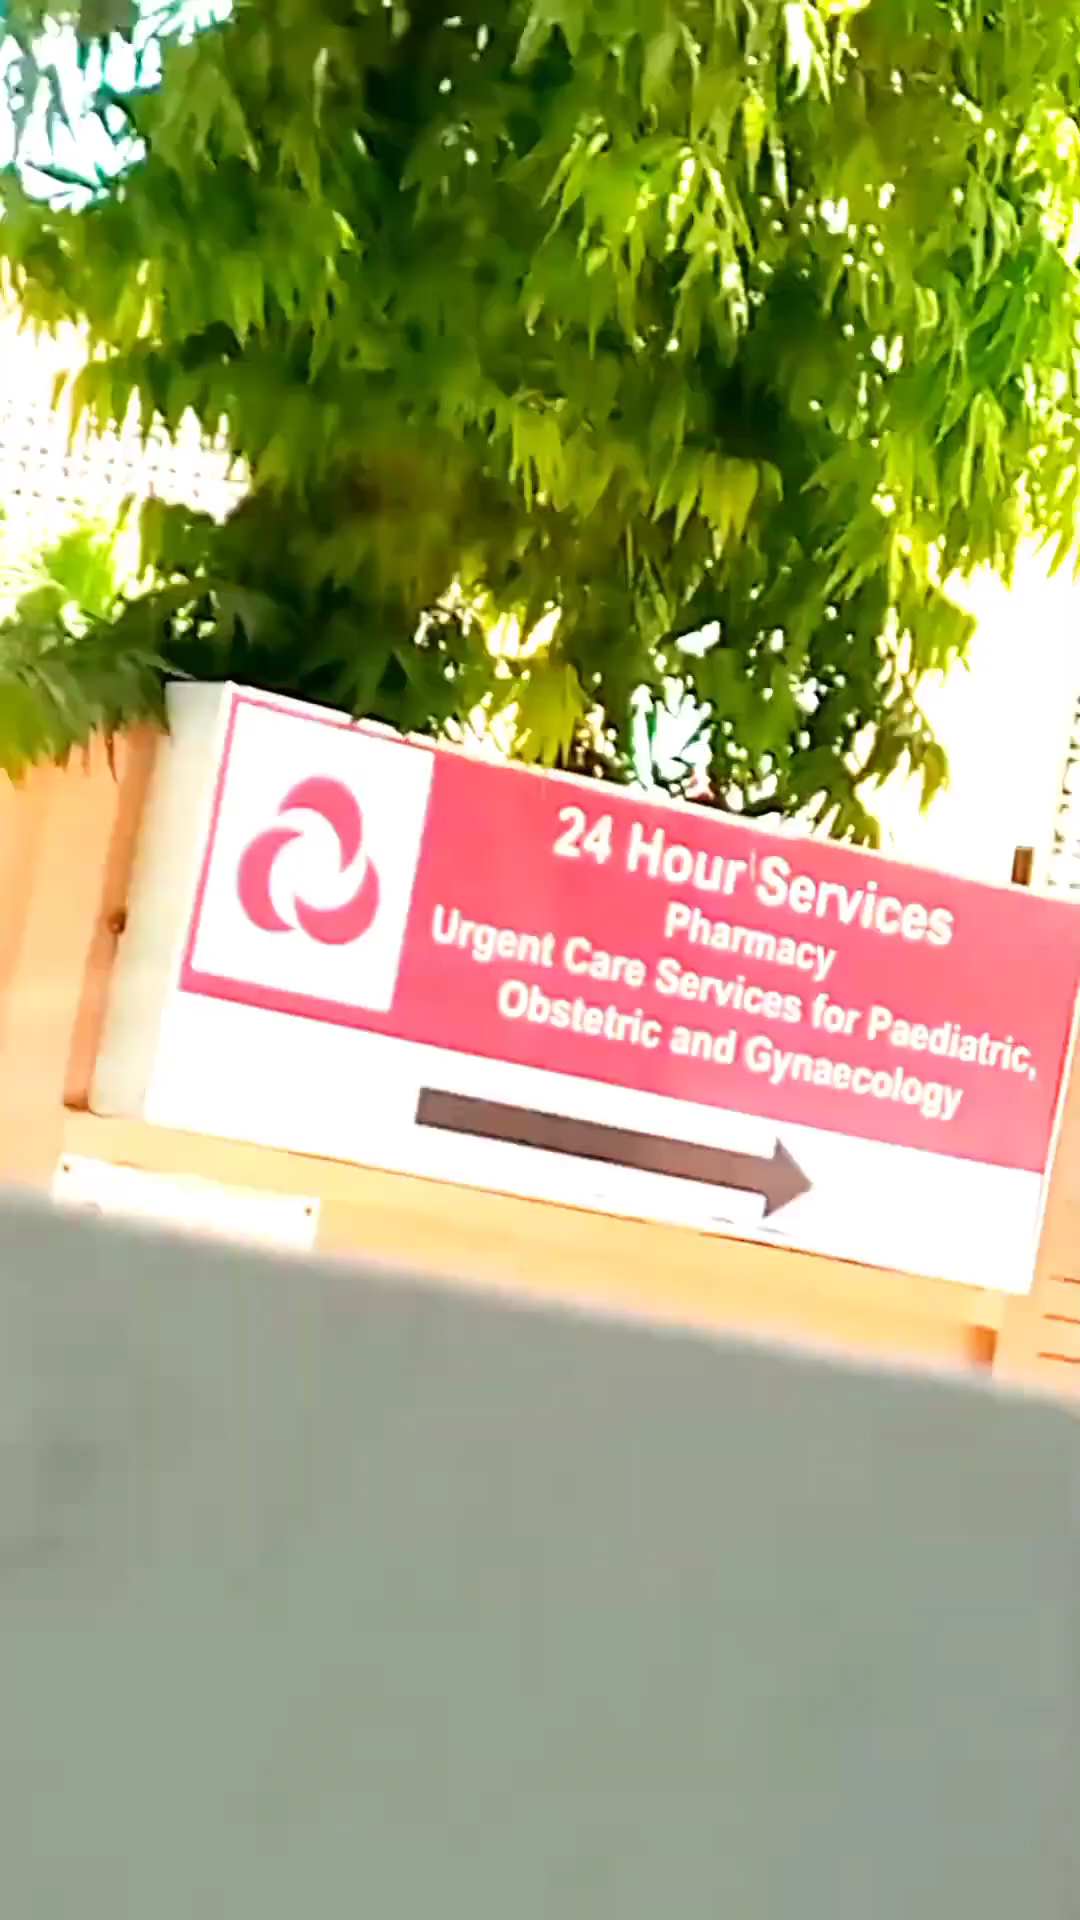 24 Hour Services
Pharmacy
Urgent Care Services for Paediatric,
Obstetric and Gynaecology